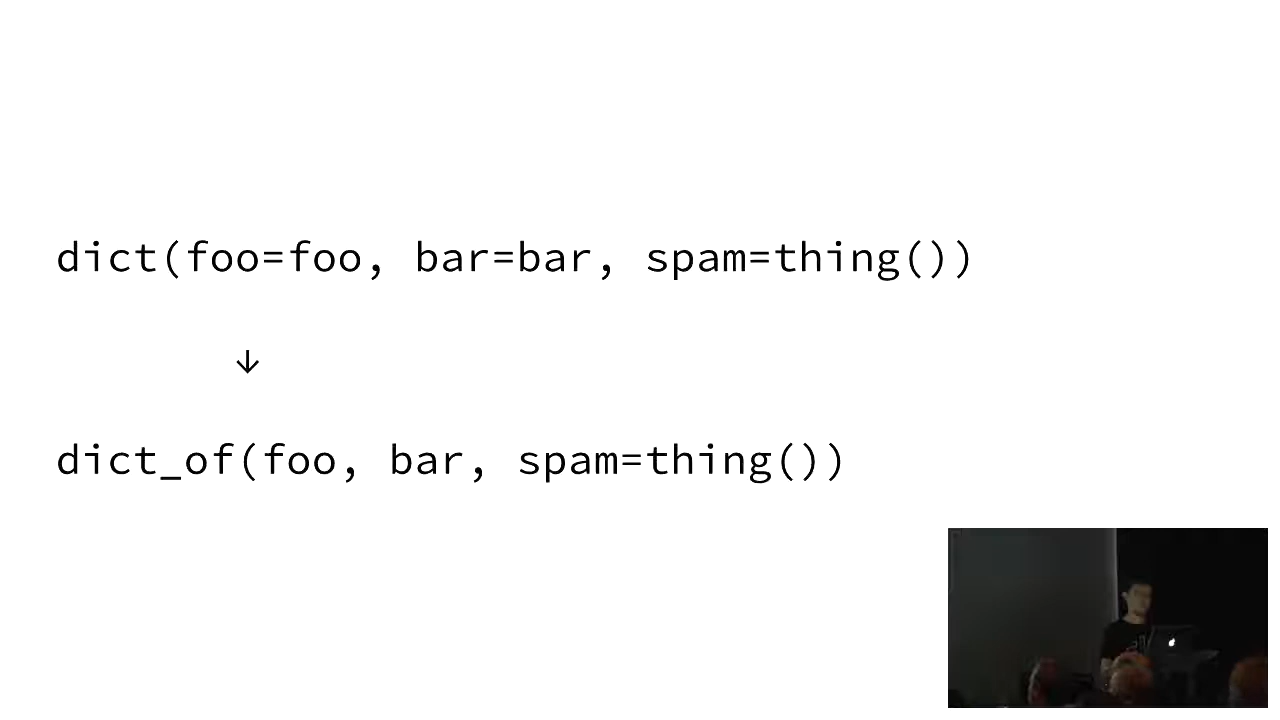 dict(foo=foo, bar=bar, spam=thing())
↓
dict_of(foo, bar, spam=thing())